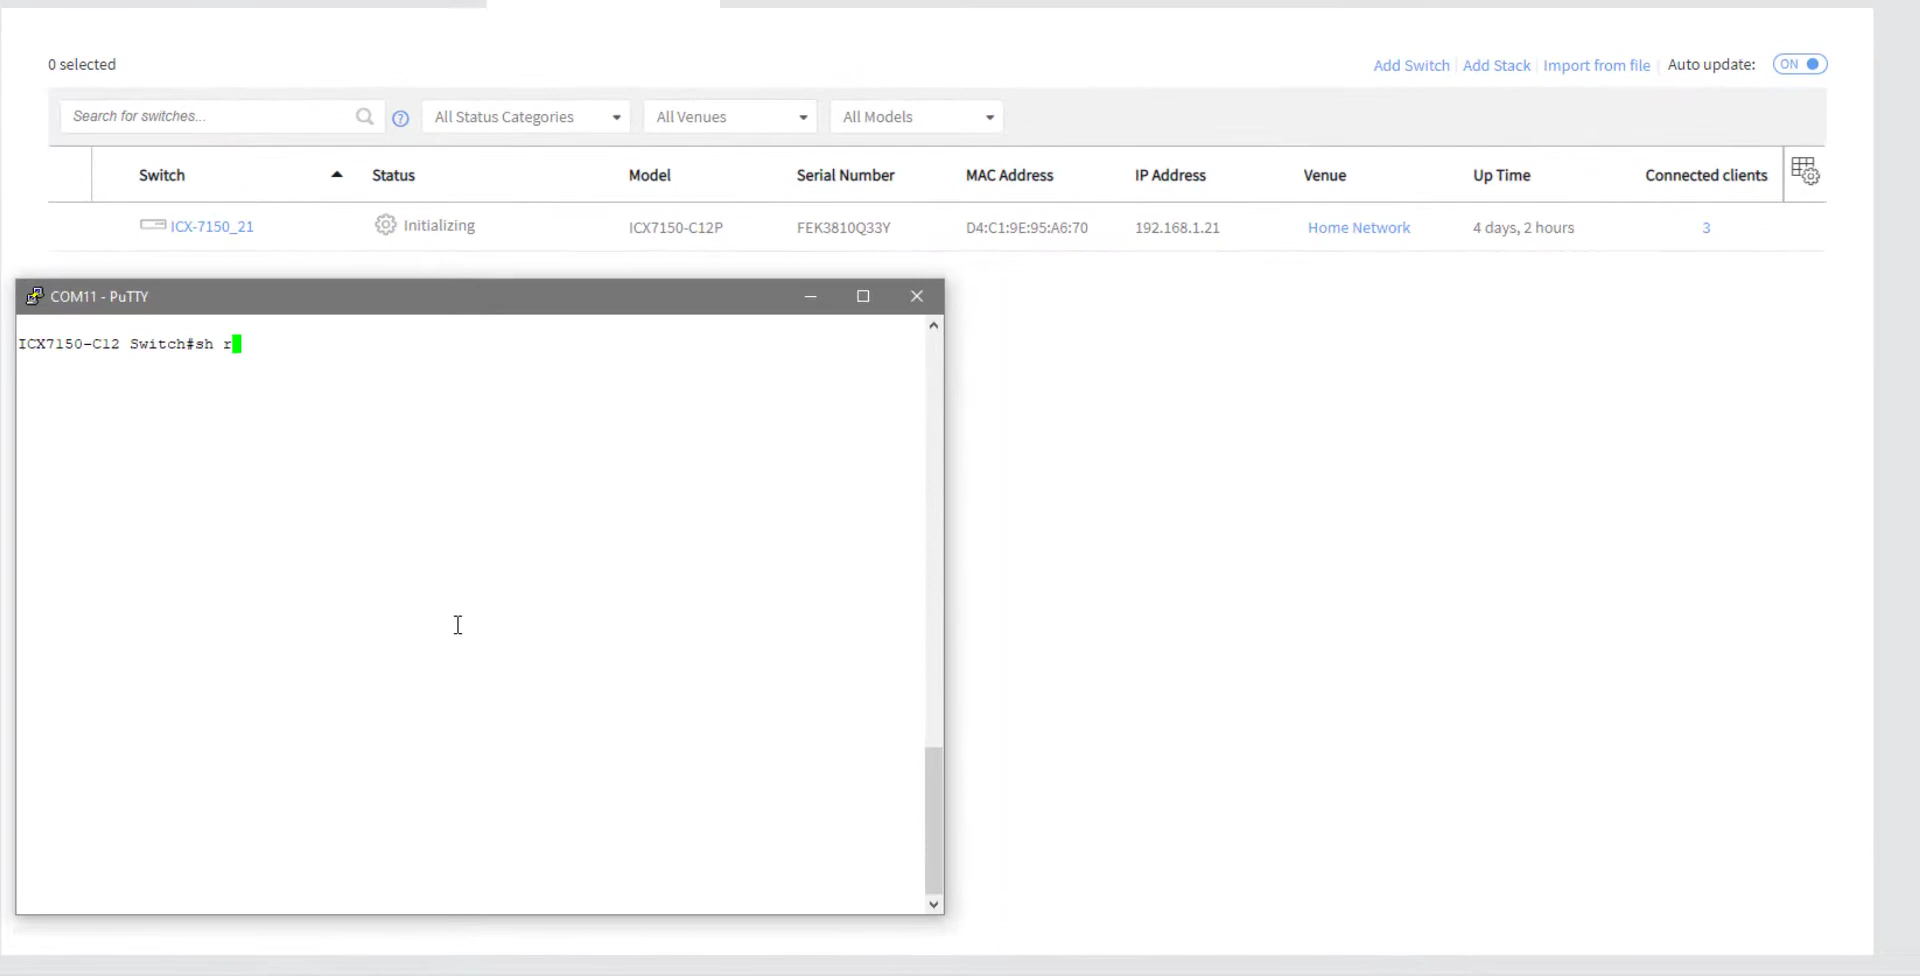 0 selected
Add Switch | Add Stack | Import from file | Auto update: ON
Search for switches... ? All Status Categories All Venues All Models
Switch Status Model Serial Number MAC Address IP Address Venue Up Time Connected clients
ICX-7150_21 Initializing ICX7150-C12P FEK3810Q33Y D4:C1:9E:95:A6:70 192.168.1.21 Home Network 4 days, 2 hours 3
COM11 - PuTTY
ICX7150-C12 Switch#sh r